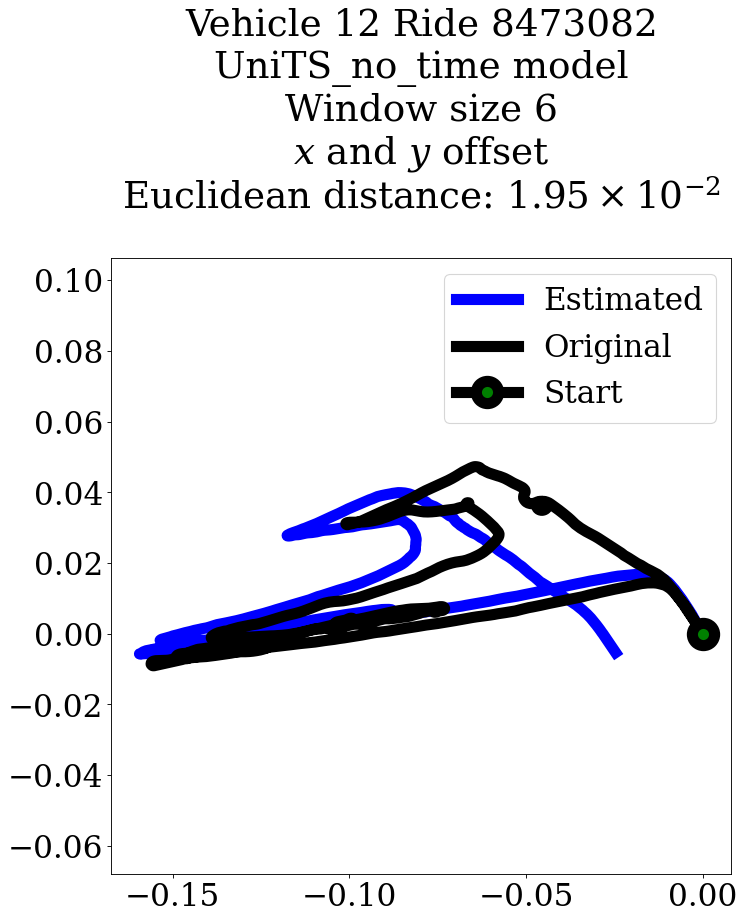 Vehicle 12 Ride 8473082
UniTS_no_time model
Window size 6
x and y offset
Euclidean distance: 1.95 × 10⁻²
Estimated
Original
Start
0.10
0.08
0.06
0.04
0.02
0.00
−0.02
−0.04
−0.06
−0.15 −0.10 −0.05 0.00